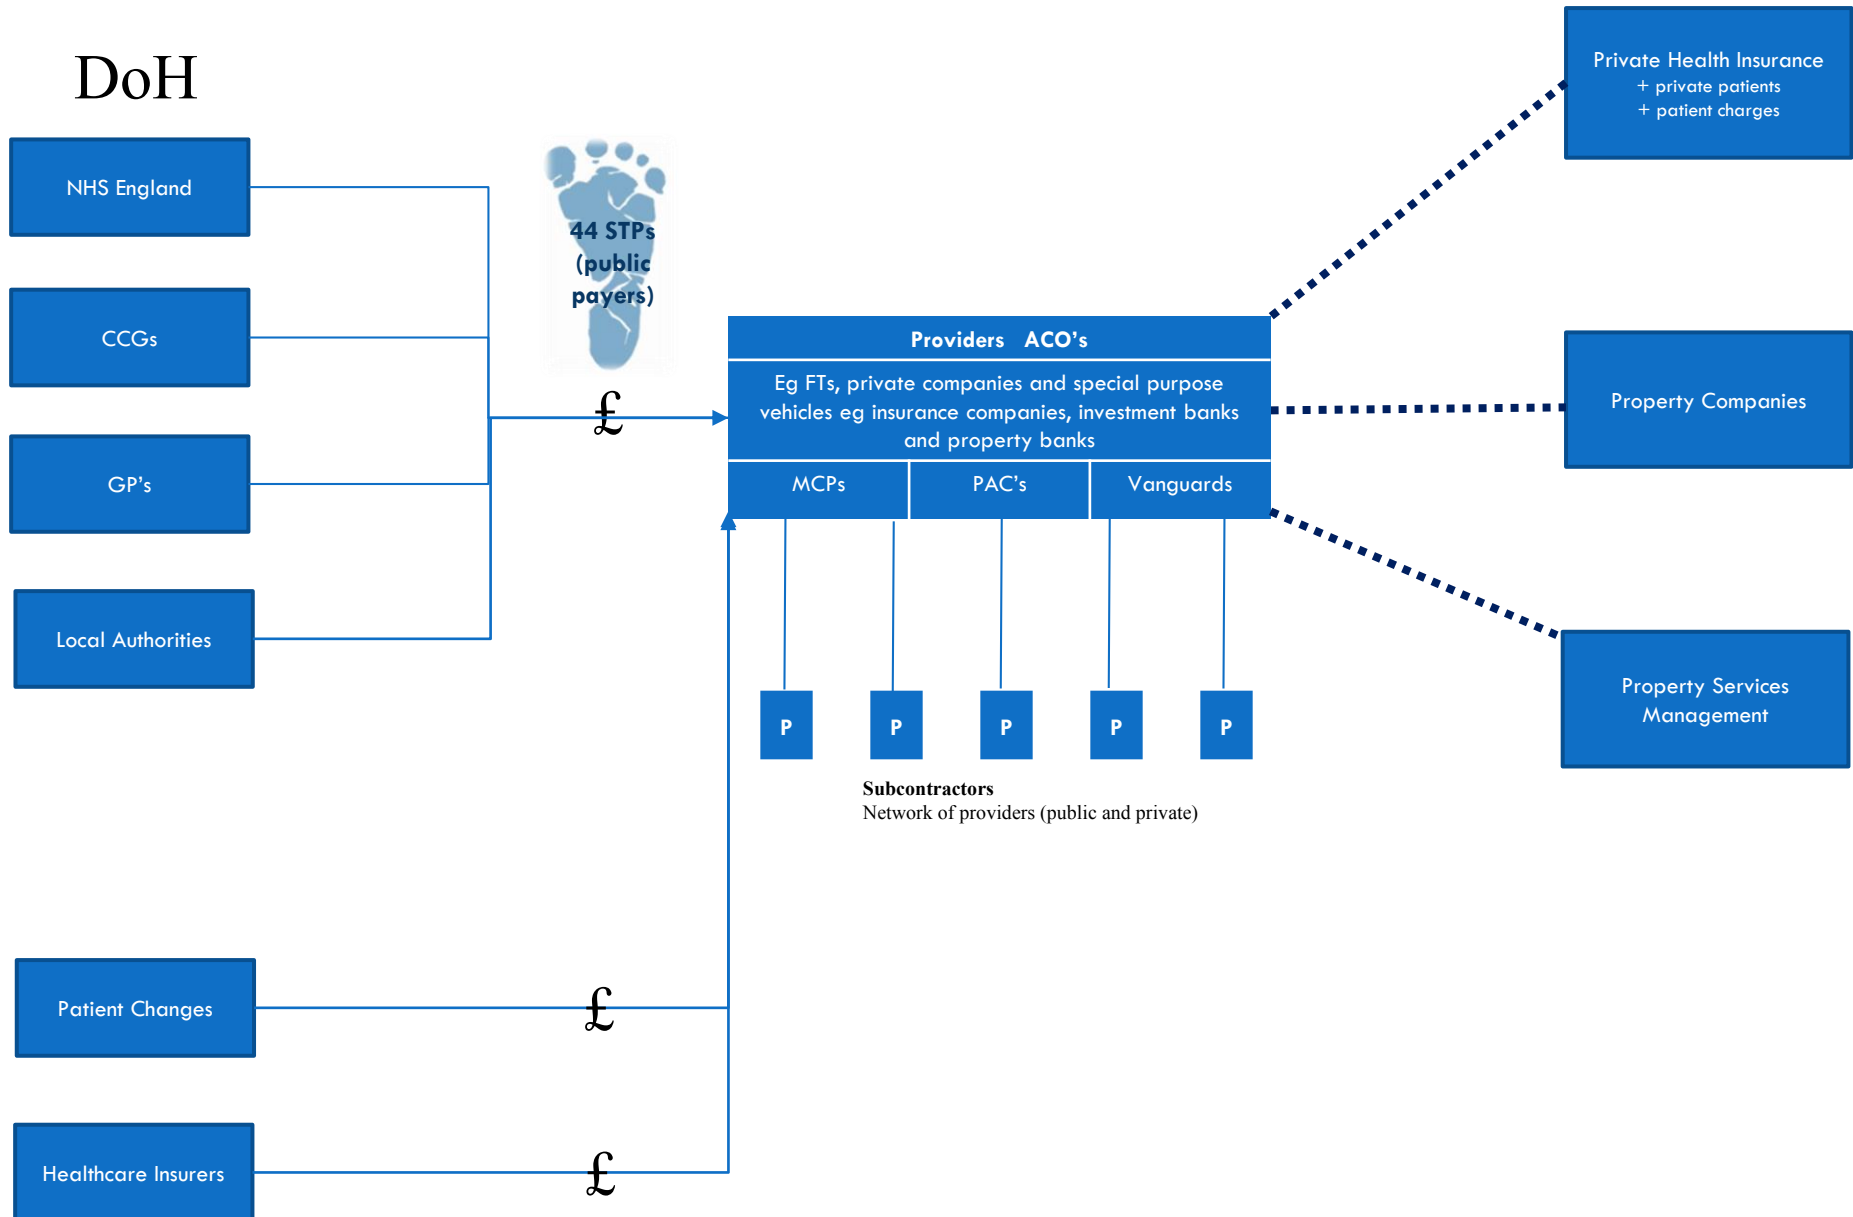 DoH
NHS England
CCGs
GP's
Local Authorities
Patient Changes
Healthcare Insurers
44 STPs
(public
payers)
£
£
£
Providers ACO's
Eg FTs, private companies and special purpose
vehicles eg insurance companies, investment banks
and property banks
MCPs
PAC's
Vanguards
P
P
P
P
P
Subcontractors
Network of providers (public and private)
Private Health Insurance
+ private patients
+ patient charges
Property Companies
Property Services
Management